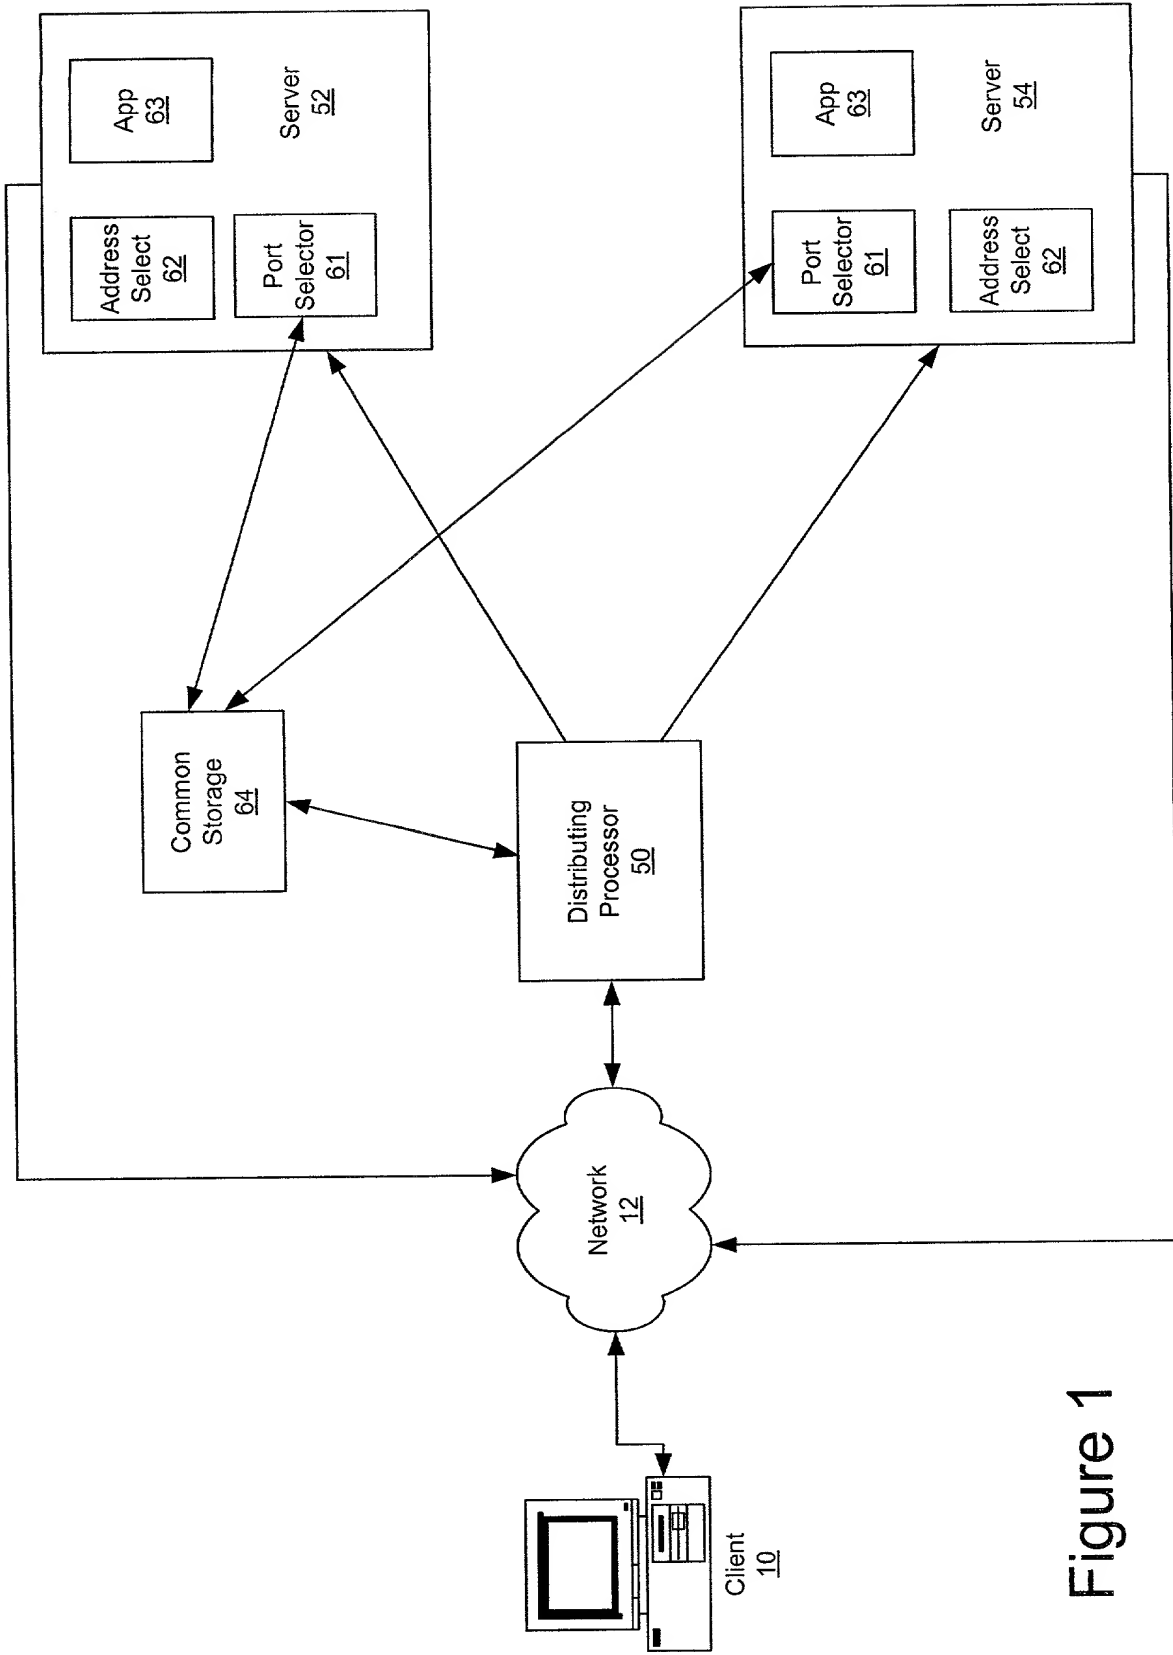 Client
10
Network
12
Distributing
Processor
50
Common
Storage
64
Address
Select
62
Port
Selector
61
App
63
Server
52
Port
Selector
61
Address
Select
62
App
63
Server
54
Figure 1